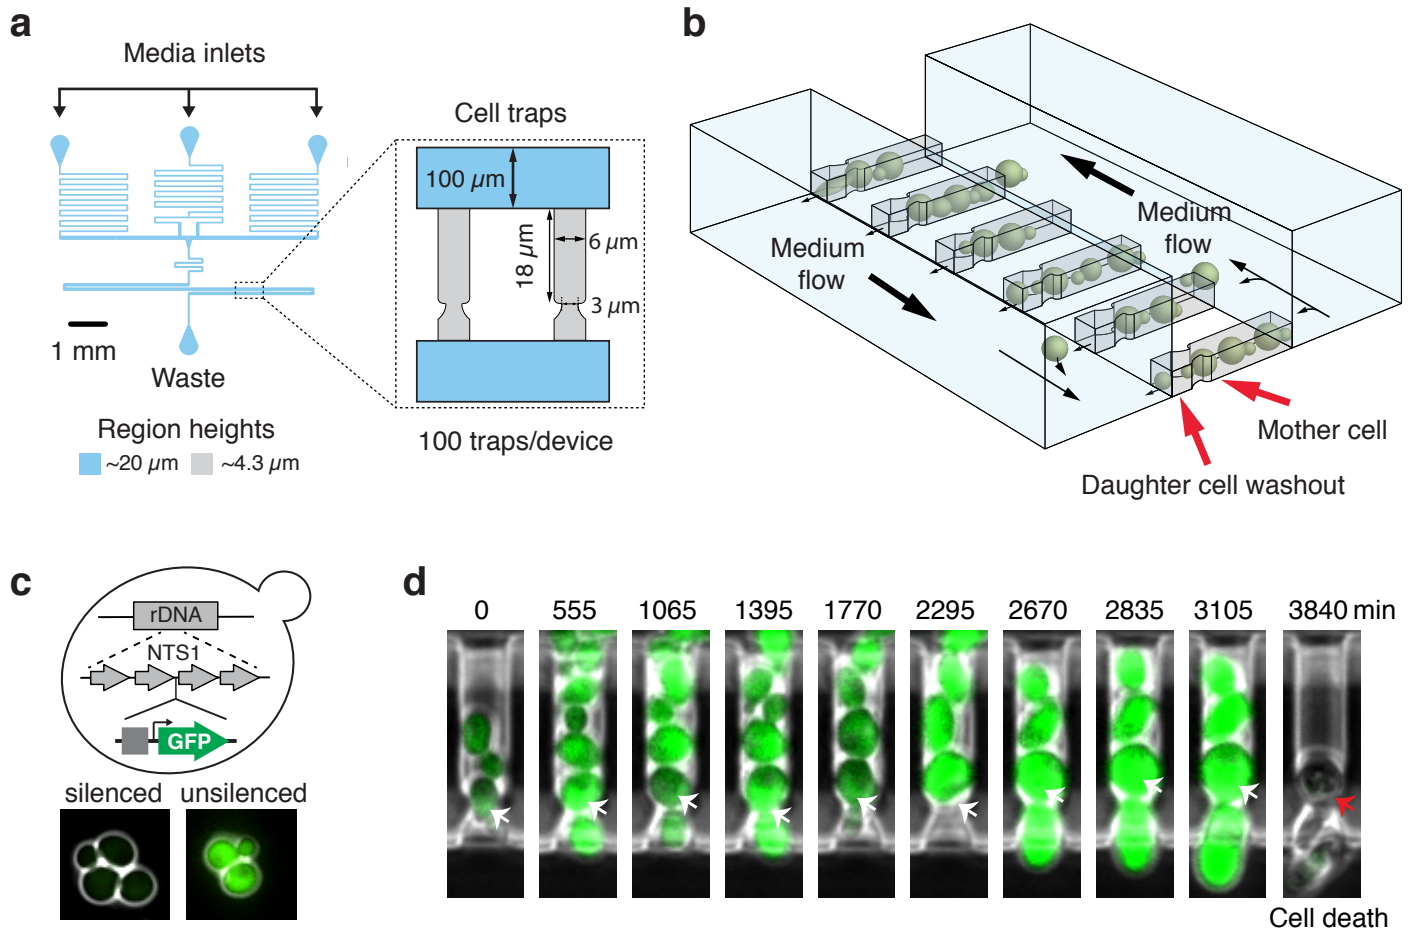 a
Media inlets
Cell traps
100 µm
18 µm
6 µm
3 µm
1 mm
Waste
Region heights
~20 µm
~4.3 µm
100 traps/device
b
Medium
flow
Medium
flow
Mother cell
Daughter cell washout
c
rDNA
NTS1
GFP
silenced
unsilenced
d
0 555 1065 1395 1770 2295 2670 2835 3105 3840 min
Cell death